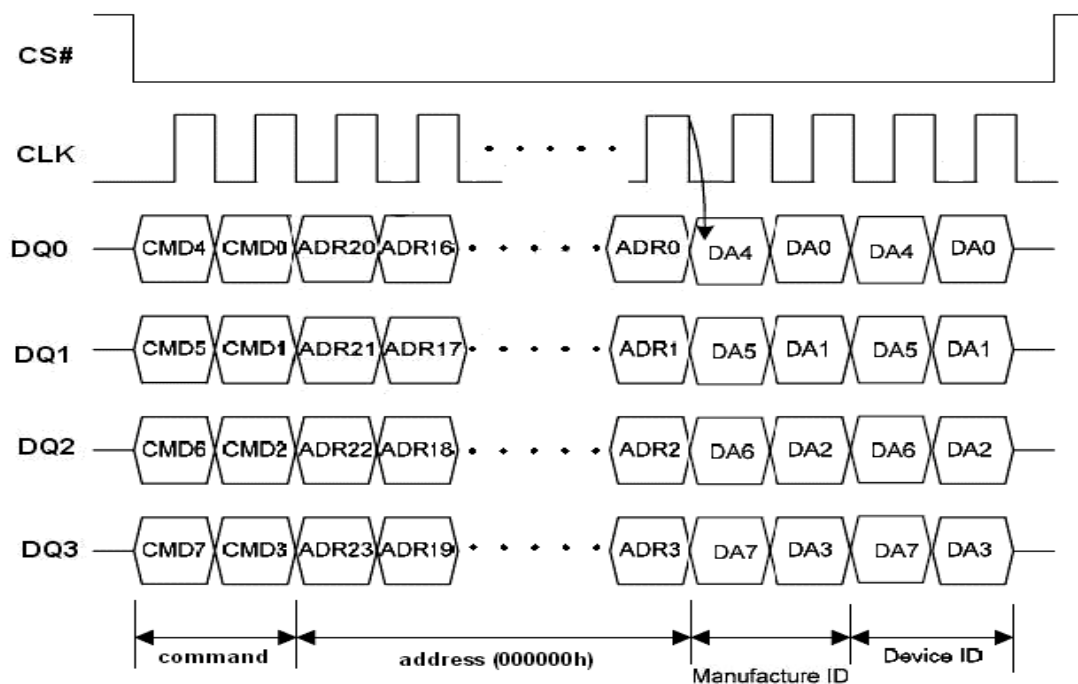 CS#
CLK
DQ0 CMD4 CMD0 ADR20 ADR16 ADR0 DA4 DA0 DA4 DA0
DQ1 CMD5 CMD1 ADR21 ADR17 ADR1 DA5 DA1 DA5 DA1
DQ2 CMD6 CMD2 ADR22 ADR18 ADR2 DA6 DA2 DA6 DA2
DQ3 CMD7 CMD3 ADR23 ADR19 ADR3 DA7 DA3 DA7 DA3
command address (000000h) Manufacture ID Device ID